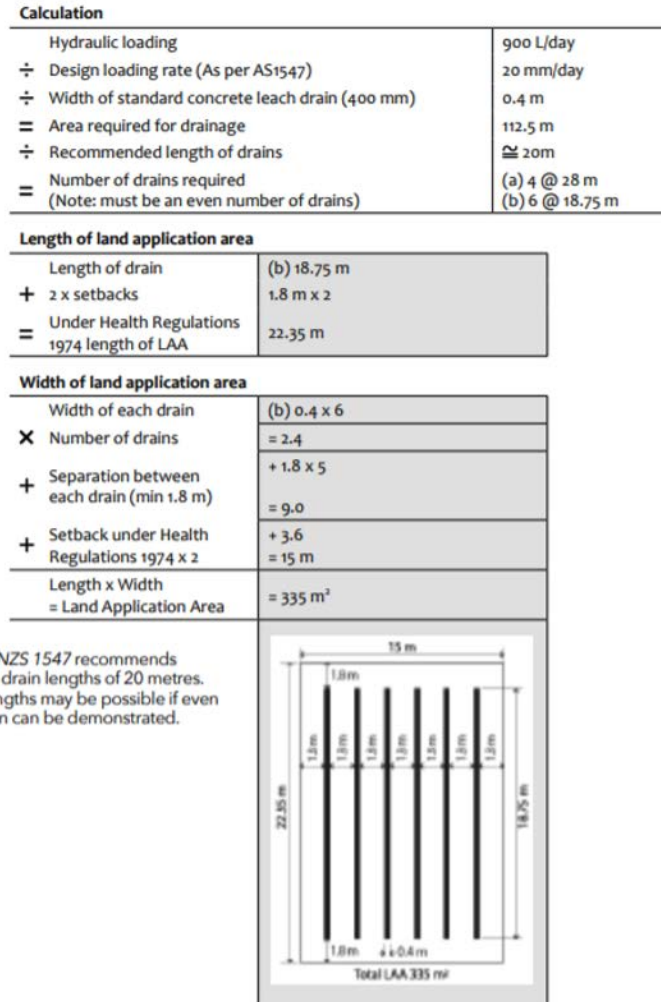 Calculation
Hydraulic loading 900 L/day
÷ Design loading rate (As per AS1547) 20 mm/day
÷ Width of standard concrete leach drain (400 mm) 0.4 m
= Area required for drainage 112.5 m
÷ Recommended length of drains ≅ 20m
= Number of drains required (a) 4 @ 28 m
(Note: must be an even number of drains) (b) 6 @ 18.75 m
Length of land application area
Length of drain (b) 18.75 m
+ 2 x setbacks 1.8 m x 2
= Under Health Regulations
1974 length of LAA 22.35 m
Width of land application area
Width of each drain (b) 0.4 x 6
× Number of drains = 2.4
+ Separation between
each drain (min 1.8 m)
+ 1.8 x 5
= 9.0
+ Setback under Health + 3.6
Regulations 1974 x 2 = 15 m
Length x Width
= Land Application Area = 335 m²
NZS 1547 recommends
drain lengths of 20 metres.
ngths may be possible if even
n can be demonstrated.
15 m
1.8m
1.8m 1.8m 1.8m 1.8m 1.8m 1.8m 1.8m
22.35 m
18.75 m
1.8m 0.4m
Total LAA 335 m²